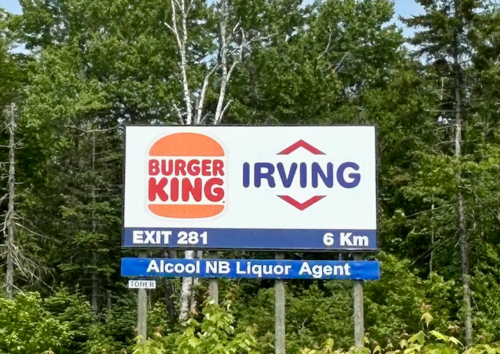 BURGER
KING
IRVING
EXIT 281 6 Km
Alcool NB Liquor Agent
TONER